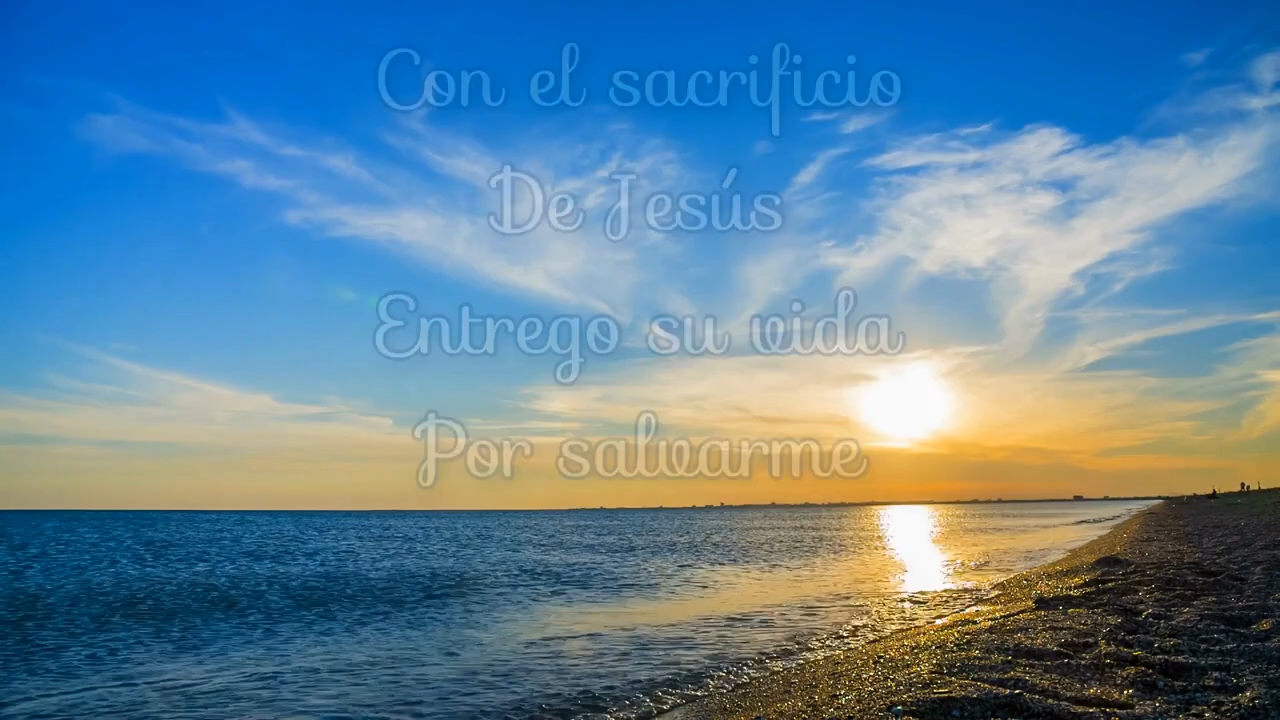 Con el sacrificio
De Jesús
Entrego su vida
Por salvarme